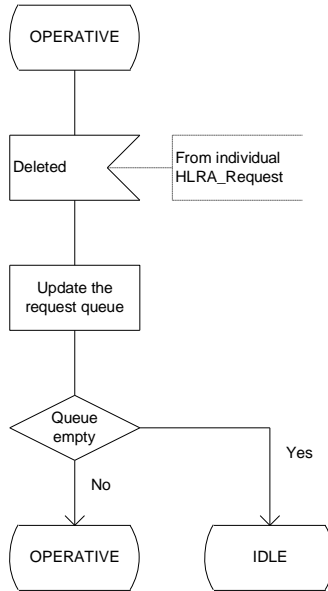 OPERATIVE
Deleted
From individual
HLRA_Request
Update the
request queue
Queue
empty
Yes
No
OPERATIVE
IDLE